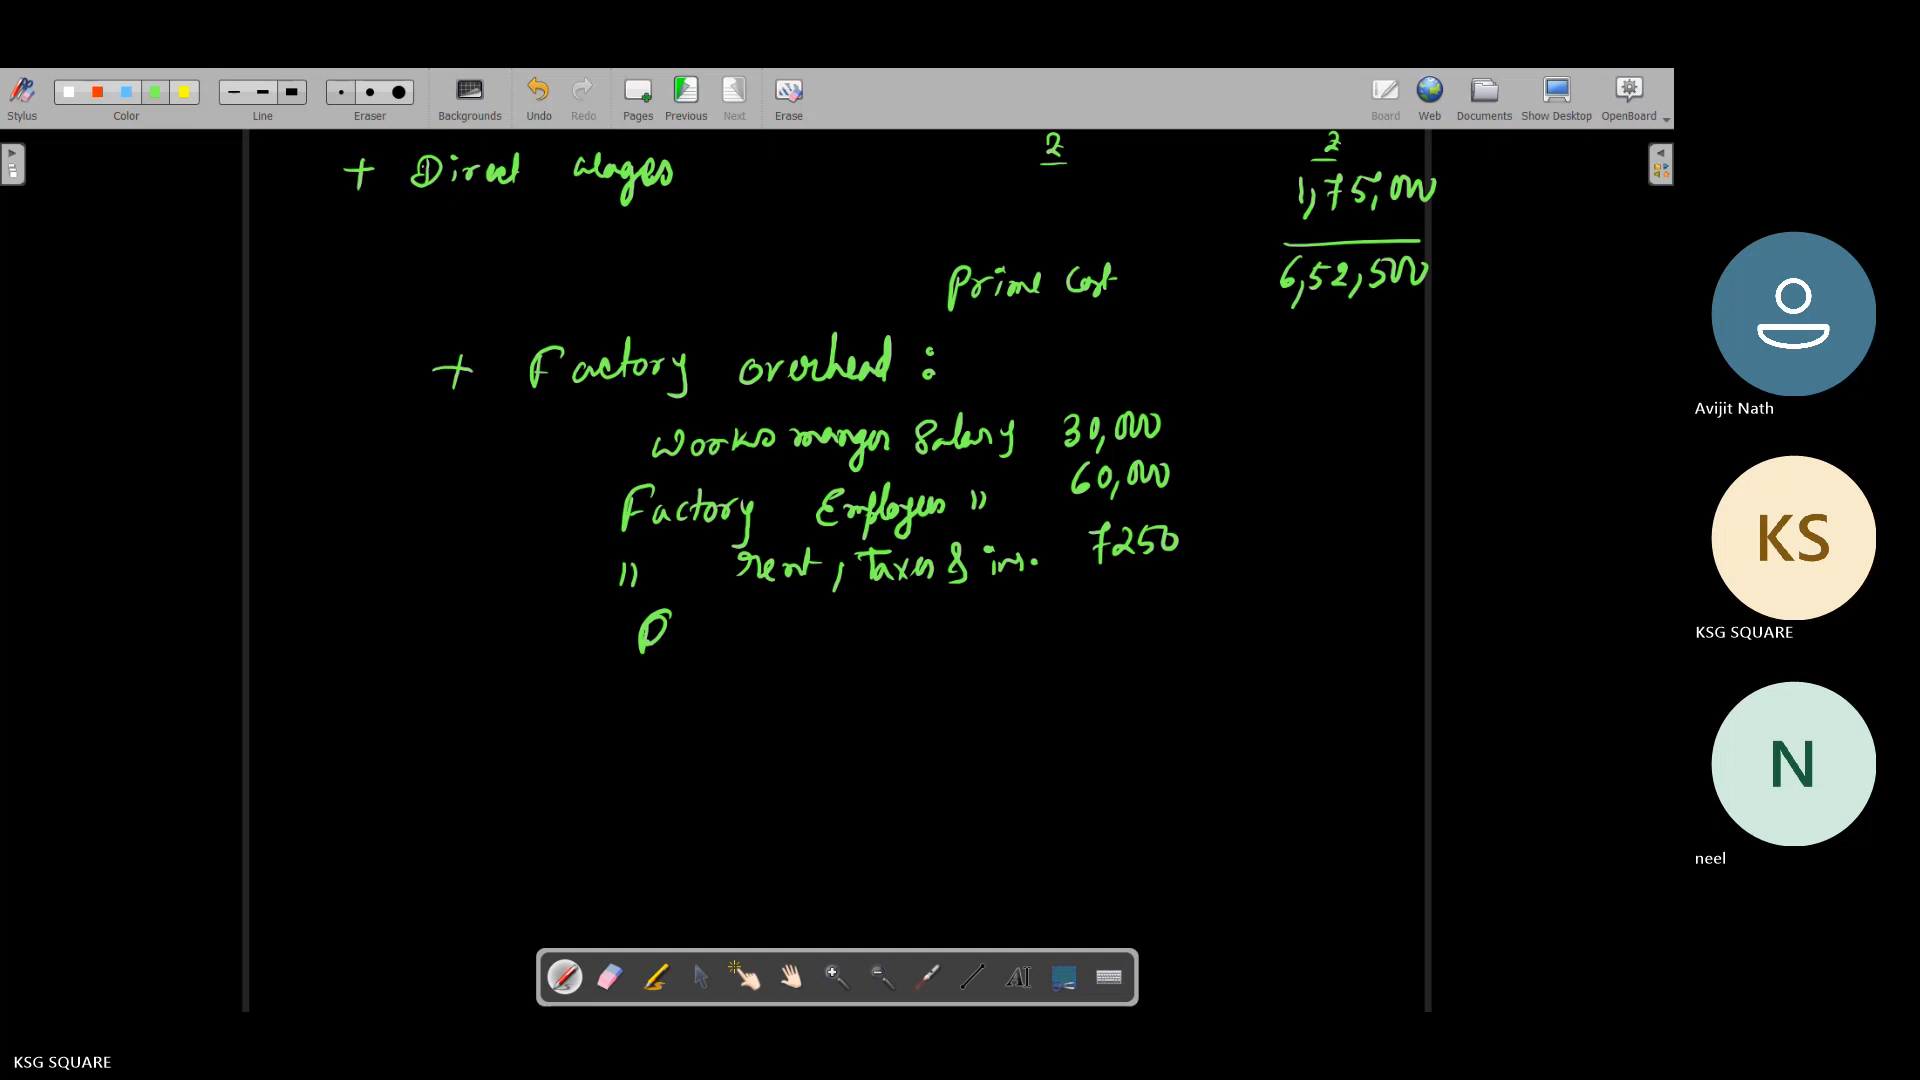 Stylus Color Line Eraser Backgrounds Undo Redo Pages Previous Next Erase Board Web Documents Show Desktop OpenBoard
+ Direct wages 1,75,000
Prime Cost 6,52,500
+ Factory overhead :
Works manger Salary 30,000
Factory Employees " 60,000
" rent, Taxes & ins. 7250
D
AI
Avijit Nath
KS
KSG SQUARE
N
neel
KSG SQUARE